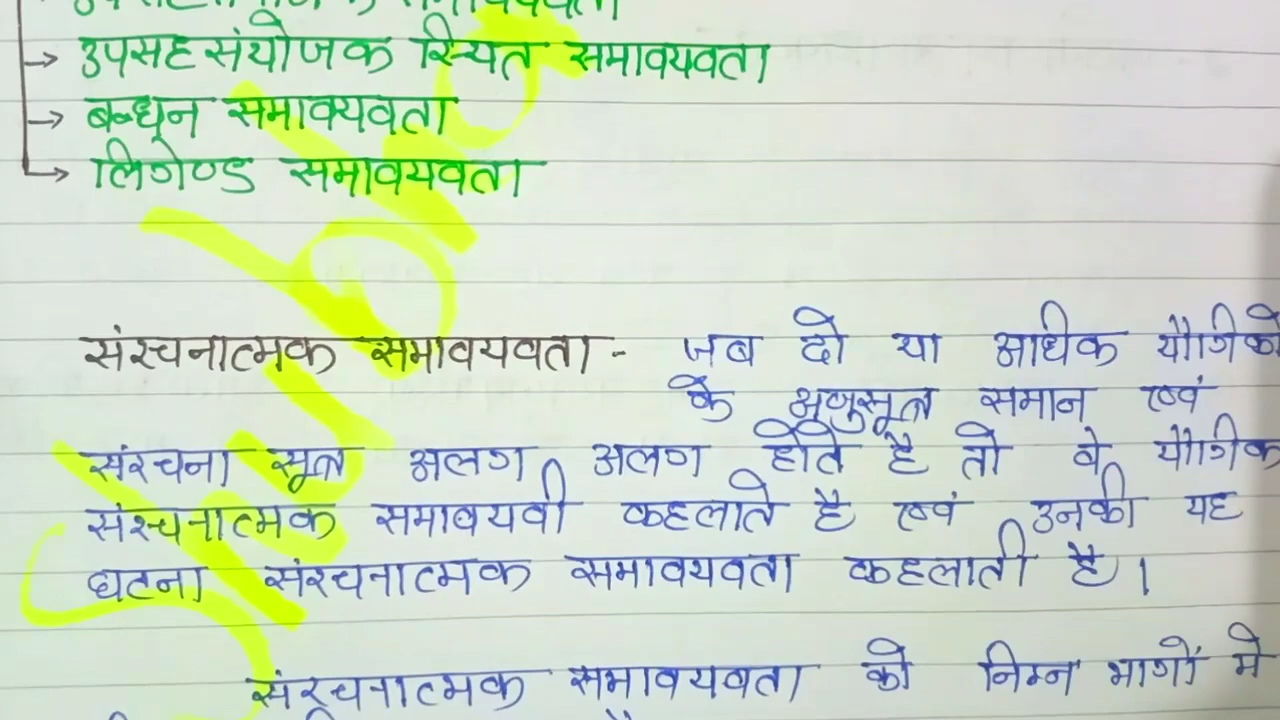 समावयवता
→ उपसहसंयोजक स्थित समावयवता
→ बन्धन समावयवता
→ लिगेण्ड समावयवता
संरचनात्मक समावयवता - जब दो या अधिक यौगिको
के अणुसूत्र समान एवं
संरचना सूत्र अलग अलग होते है तो वे यौगिक
संरचनात्मक समावयवी कहलाते है एवं उनकी यह
घटना संरचनात्मक समावयवता कहलाती है।
संरचनात्मक समावयवता को निम्न भागों मे